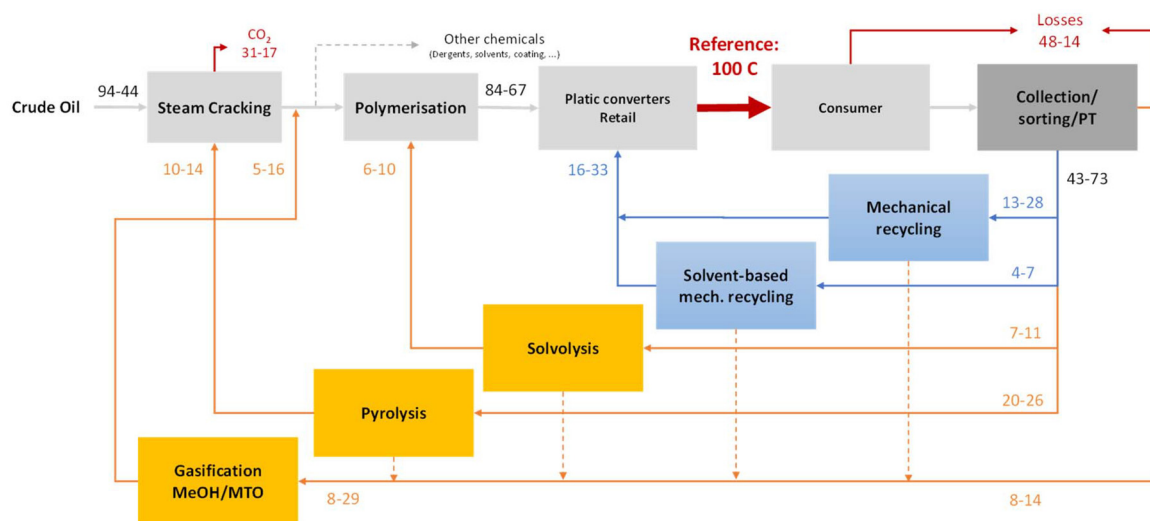 CO₂
31-17
Other chemicals
(Dergents, solvents, coating, ...)
Reference:
100 C
Losses
48-14
Crude Oil
94-44
Steam Cracking
Polymerisation
84-67
Platic converters
Retail
Consumer
Collection/
sorting/PT
10-14
5-16
6-10
16-33
43-73
Mechanical
recycling
13-28
Solvent-based
mech. recycling
4-7
Solvolysis
7-11
Pyrolysis
20-26
Gasification
MeOH/MTO
8-29
8-14